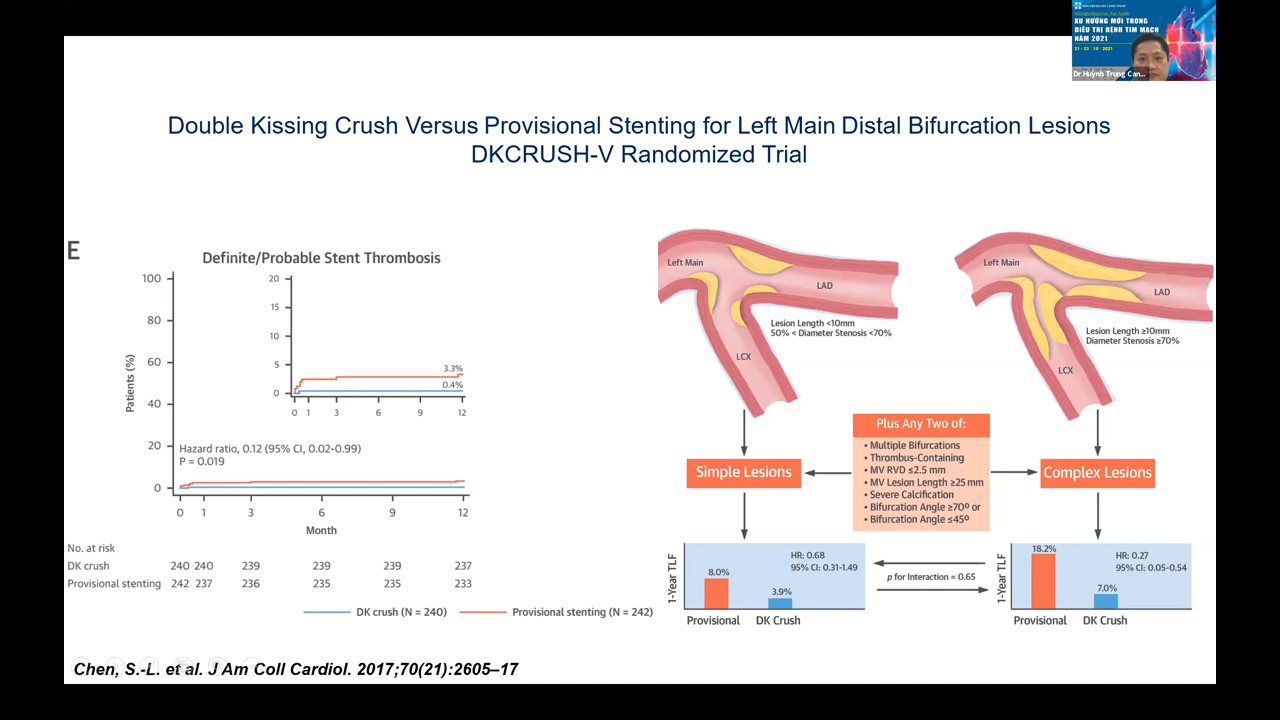 XU HƯỚNG MỚI TRONG
ĐIỀU TRỊ BỆNH TIM MẠCH
NĂM 2021
21 - 23 | 10 | 2021
Dr Huỳnh Trung Can...
Double Kissing Crush Versus Provisional Stenting for Left Main Distal Bifurcation Lesions
DKCRUSH-V Randomized Trial
E
Definite/Probable Stent Thrombosis
Patients (%)
100
80
60
40
20
0
20
15
10
5
0
3.3%
0.4%
0 1 3 6 9 12
Hazard ratio, 0.12 (95% CI, 0.02-0.99)
P = 0.019
0 1 3 6 9 12
Month
No. at risk
DK crush 240 240 239 239 239 237
Provisional stenting 242 237 236 235 235 233
DK crush (N = 240) Provisional stenting (N = 242)
Left Main
LAD
Lesion Length <10mm
50% < Diameter Stenosis <70%
LCX
Left Main
LAD
Lesion Length ≥10mm
Diameter Stenosis ≥70%
LCX
Simple Lesions
Plus Any Two of:
• Multiple Bifurcations
• Thrombus-Containing
• MV RVD ≤2.5 mm
• MV Lesion Length ≥25 mm
• Severe Calcification
• Bifurcation Angle ≥70º or
• Bifurcation Angle ≤45º
Complex Lesions
1-Year TLF
8.0%
3.9%
HR: 0.68
95% CI: 0.31-1.49
Provisional DK Crush
p for Interaction = 0.65
1-Year TLF
18.2%
7.0%
HR: 0.27
95% CI: 0.05-0.54
Provisional DK Crush
Chen, S.-L. et al. J Am Coll Cardiol. 2017;70(21):2605–17